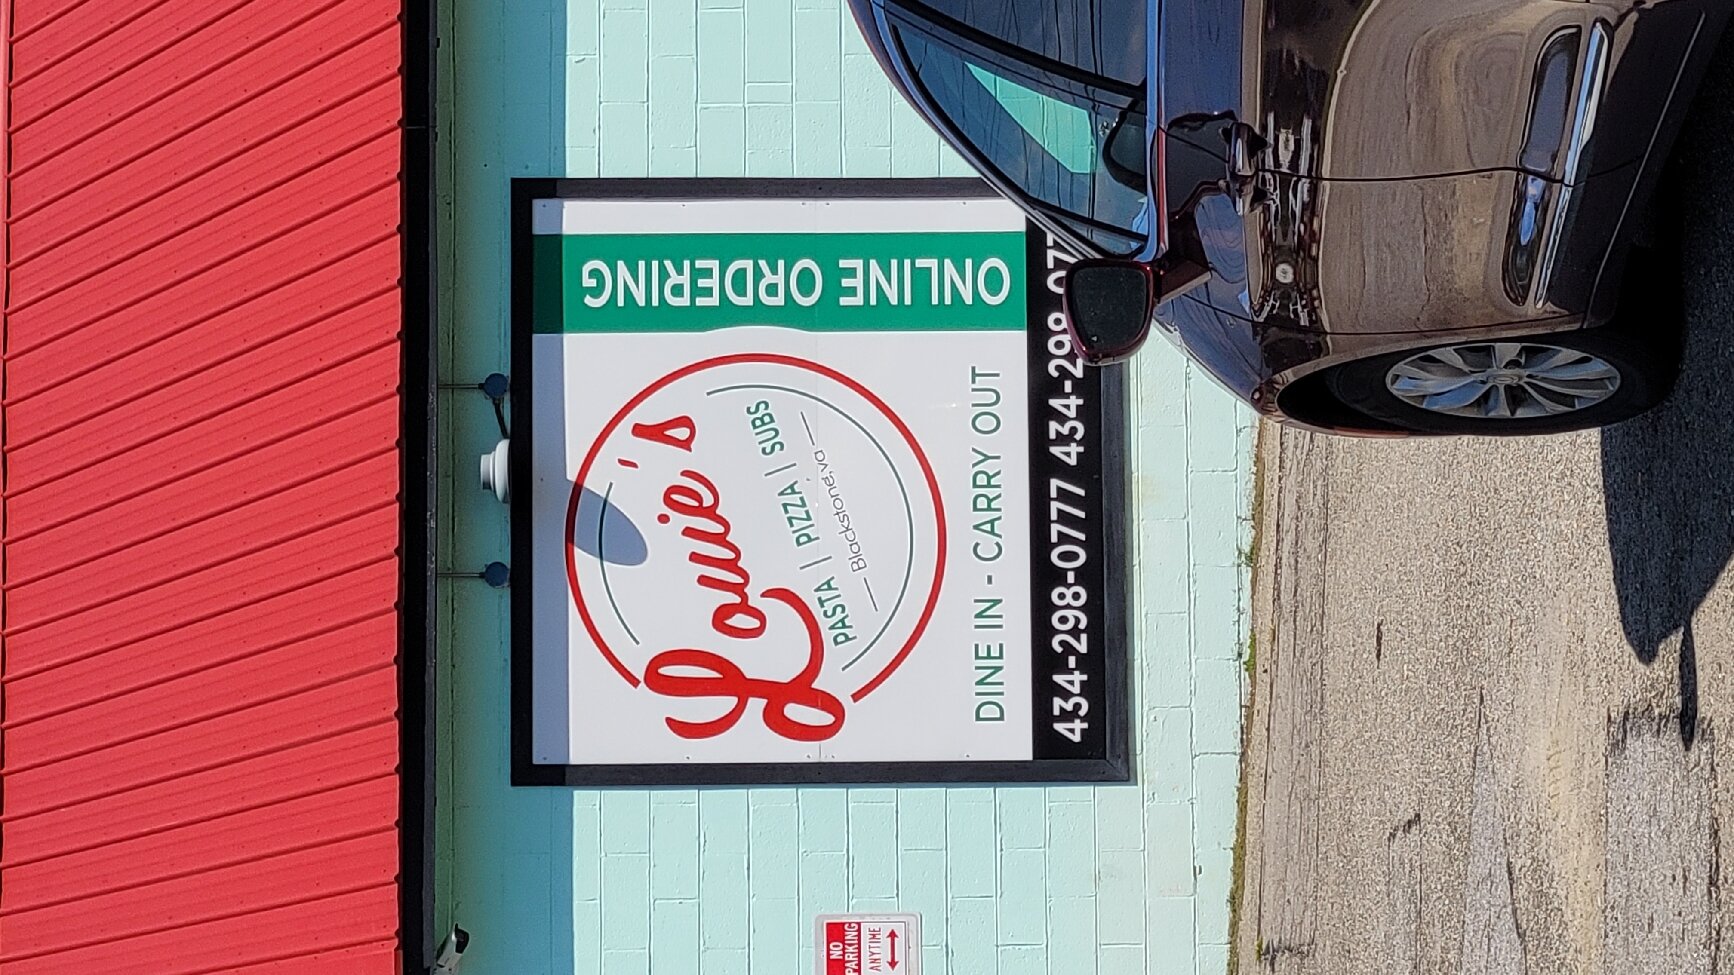 Louie's
PASTA | PIZZA | SUBS
Blackstone, va
DINE IN - CARRY OUT
434-298-0777 434-298-077
ONLINE ORDERING
NO
PARKING
ANYTIME